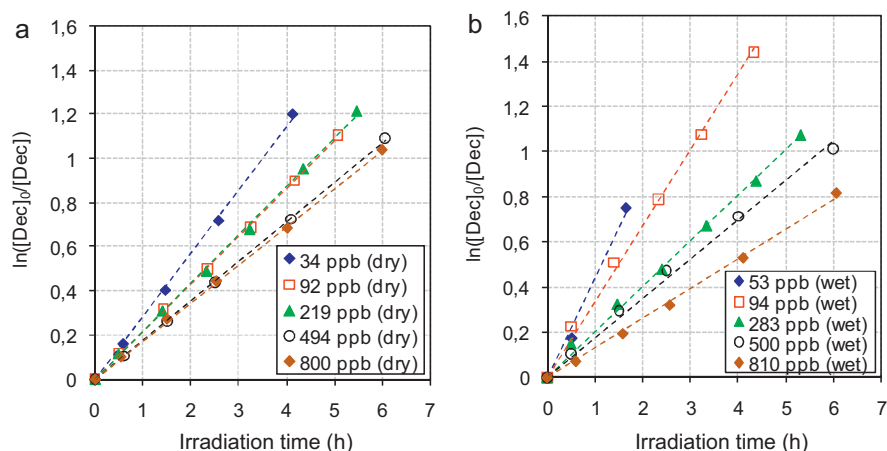 a
1,6
1,4
1,2
1,0
0,8
0,6
0,4
0,2
0
ln([Dec]0/[Dec])
34 ppb (dry)
92 ppb (dry)
219 ppb (dry)
494 ppb (dry)
800 ppb (dry)
0 1 2 3 4 5 6 7
Irradiation time (h)
b
1,6
1,4
1,2
1,0
0,8
0,6
0,4
0,2
0,0
ln([Dec]0/[Dec])
53 ppb (wet)
94 ppb (wet)
283 ppb (wet)
500 ppb (wet)
810 ppb (wet)
0 1 2 3 4 5 6 7
Irradiation time (h)